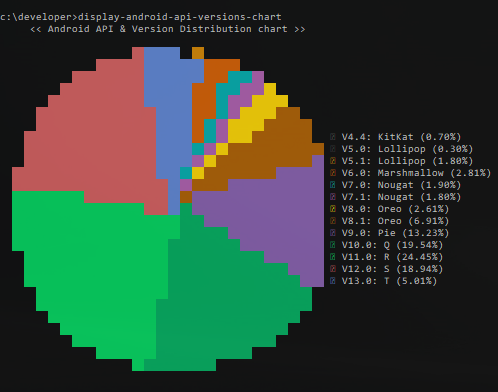 c:\developer>display-android-api-versions-chart
<< Android API & Version Distribution chart >>
V4.4: KitKat (0.70%)
V5.0: Lollipop (0.30%)
V5.1: Lollipop (1.80%)
V6.0: Marshmallow (2.81%)
V7.0: Nougat (1.90%)
V7.1: Nougat (1.80%)
V8.0: Oreo (2.61%)
V8.1: Oreo (6.91%)
V9.0: Pie (13.23%)
V10.0: Q (19.54%)
V11.0: R (24.45%)
V12.0: S (18.94%)
V13.0: T (5.01%)